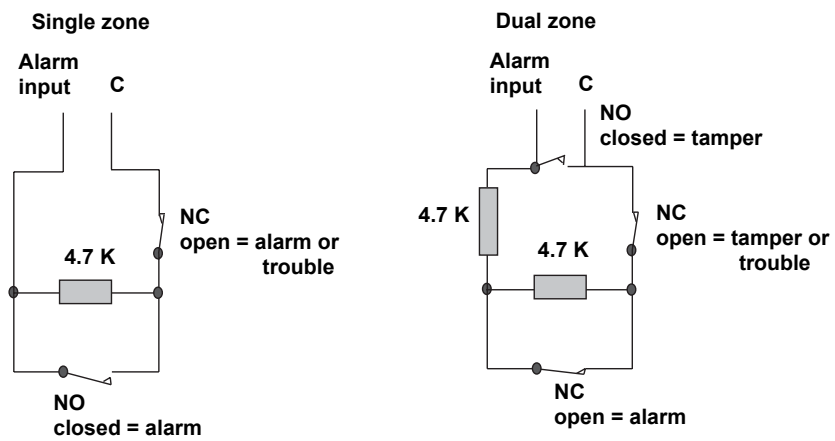 Single zone
Alarm
input
C
NC
open = alarm or
trouble
4.7 K
NO
closed = alarm
Dual zone
Alarm
input
C
NO
closed = tamper
4.7 K
NC
open = tamper or
trouble
4.7 K
NC
open = alarm